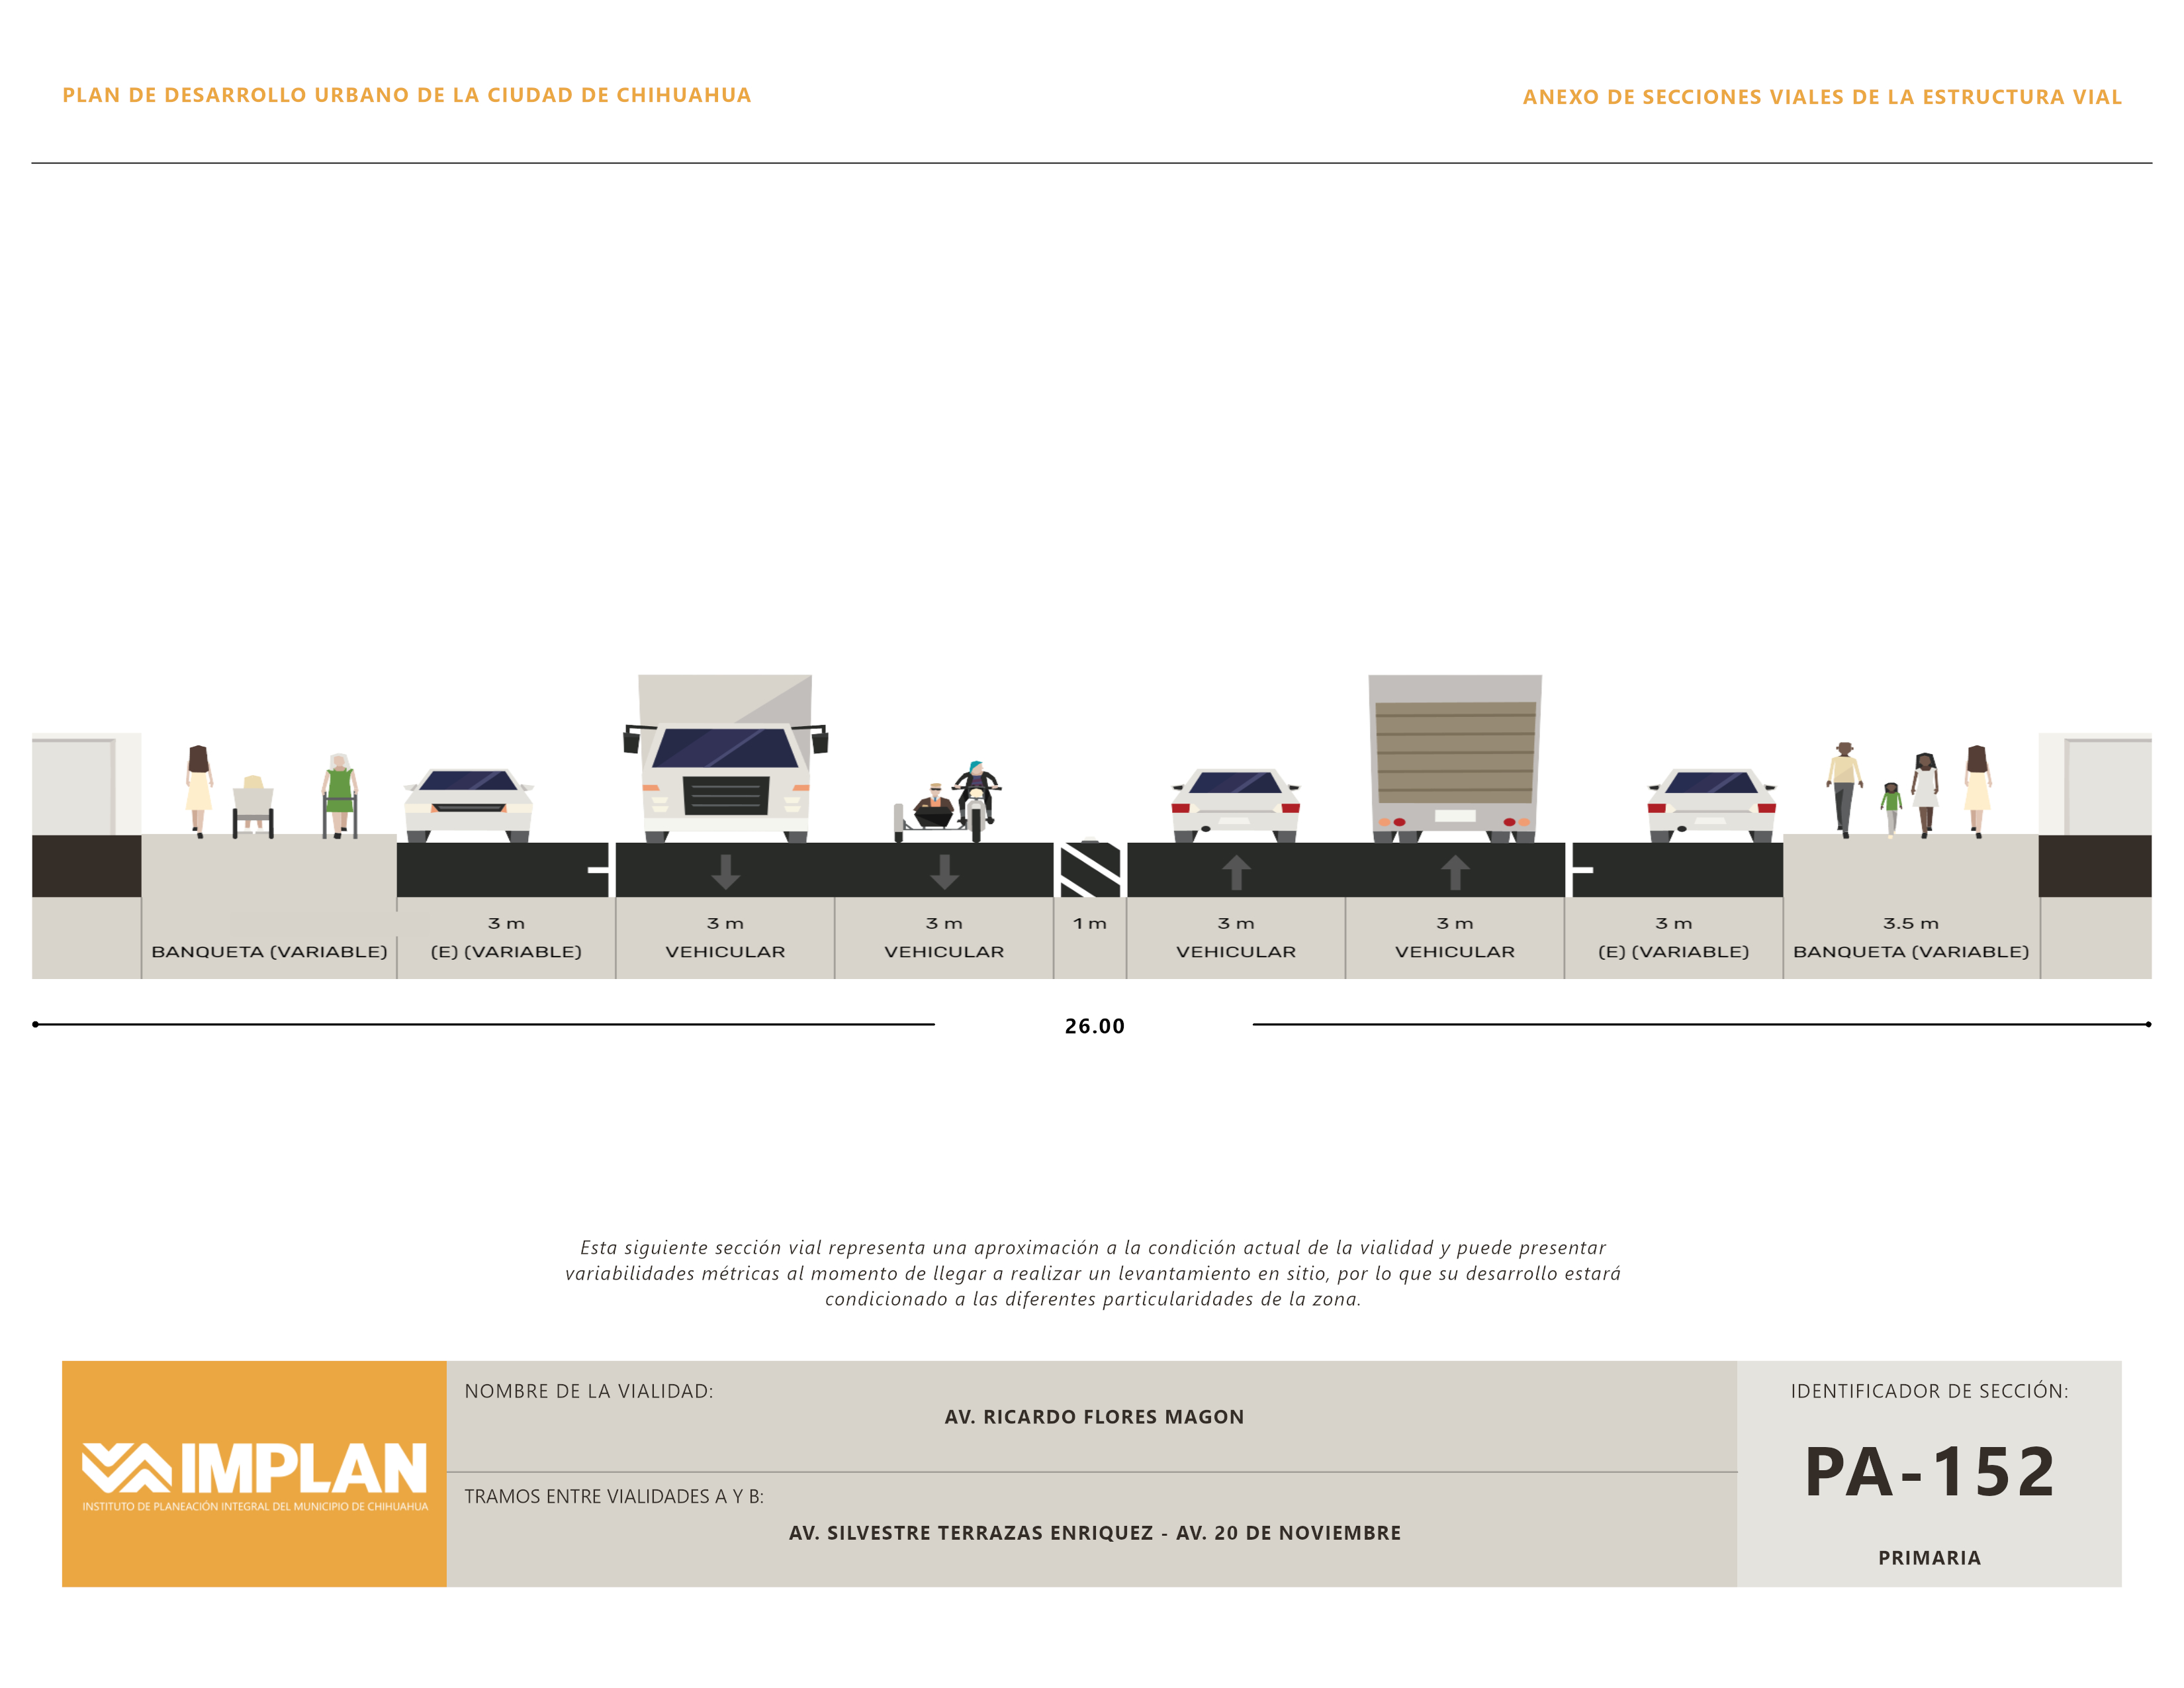 PLAN DE DESARROLLO URBANO DE LA CIUDAD DE CHIHUAHUA
ANEXO DE SECCIONES VIALES DE LA ESTRUCTURA VIAL
3 m 3 m 3 m 1 m 3 m 3 m 3 m 3.5 m
BANQUETA (VARIABLE) (E) (VARIABLE) VEHICULAR VEHICULAR VEHICULAR VEHICULAR (E) (VARIABLE) BANQUETA (VARIABLE)
26.00
Esta siguiente sección vial representa una aproximación a la condición actual de la vialidad y puede presentar
variabilidades métricas al momento de llegar a realizar un levantamiento en sitio, por lo que su desarrollo estará
condicionado a las diferentes particularidades de la zona.
IMPLAN
INSTITUTO DE PLANEACIÓN INTEGRAL DEL MUNICIPIO DE CHIHUAHUA
NOMBRE DE LA VIALIDAD:
AV. RICARDO FLORES MAGON
TRAMOS ENTRE VIALIDADES A Y B:
AV. SILVESTRE TERRAZAS ENRIQUEZ - AV. 20 DE NOVIEMBRE
IDENTIFICADOR DE SECCIÓN:
PA-152
PRIMARIA